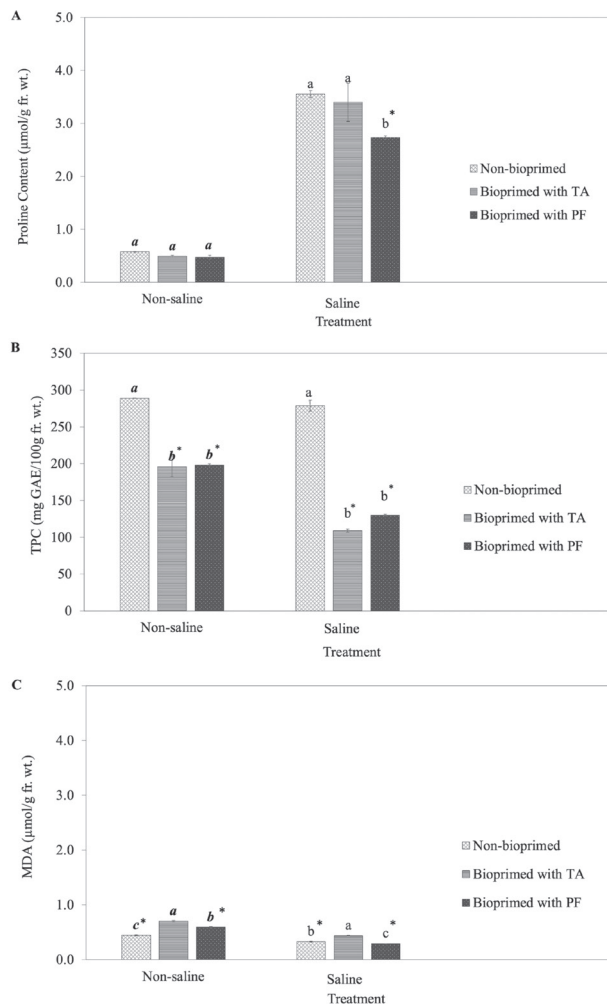 A
Proline Content (µmol/g fr. wt.)
5.0
4.0
3.0
2.0
1.0
0.0
a
a
a
a
a
b*
Non-bioprimed
Bioprimed with TA
Bioprimed with PF
Non-saline
Saline
Treatment
B
TPC (mg GAE/100g fr. wt.)
350
300
250
200
150
100
50
0
a
b*
b*
a
b*
b*
Non-bioprimed
Bioprimed with TA
Bioprimed with PF
Non-saline
Saline
Treatment
C
MDA (µmol/g fr. wt.)
5.0
4.0
3.0
2.0
1.0
0.0
c*
a
b*
b*
a
c*
Non-bioprimed
Bioprimed with TA
Bioprimed with PF
Non-saline
Saline
Treatment